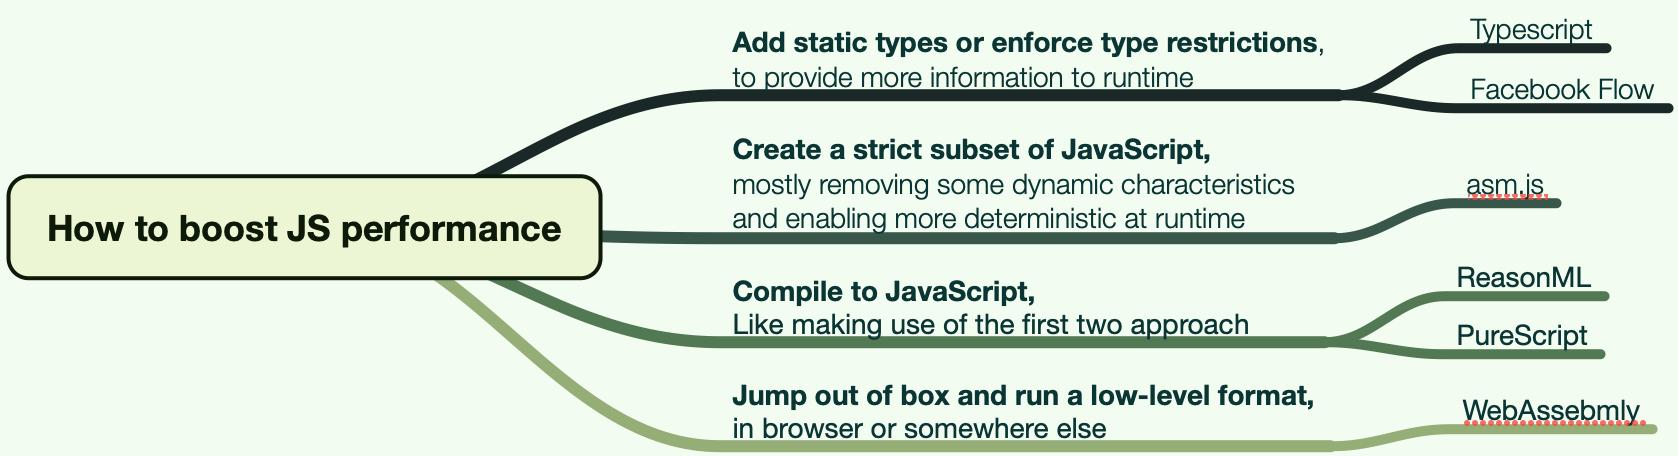 How to boost JS performance
Add static types or enforce type restrictions,
to provide more information to runtime
Typescript
Facebook Flow
Create a strict subset of JavaScript,
mostly removing some dynamic characteristics
and enabling more deterministic at runtime
asm.js
Compile to JavaScript,
Like making use of the first two approach
ReasonML
PureScript
Jump out of box and run a low-level format,
in browser or somewhere else
WebAssebmly